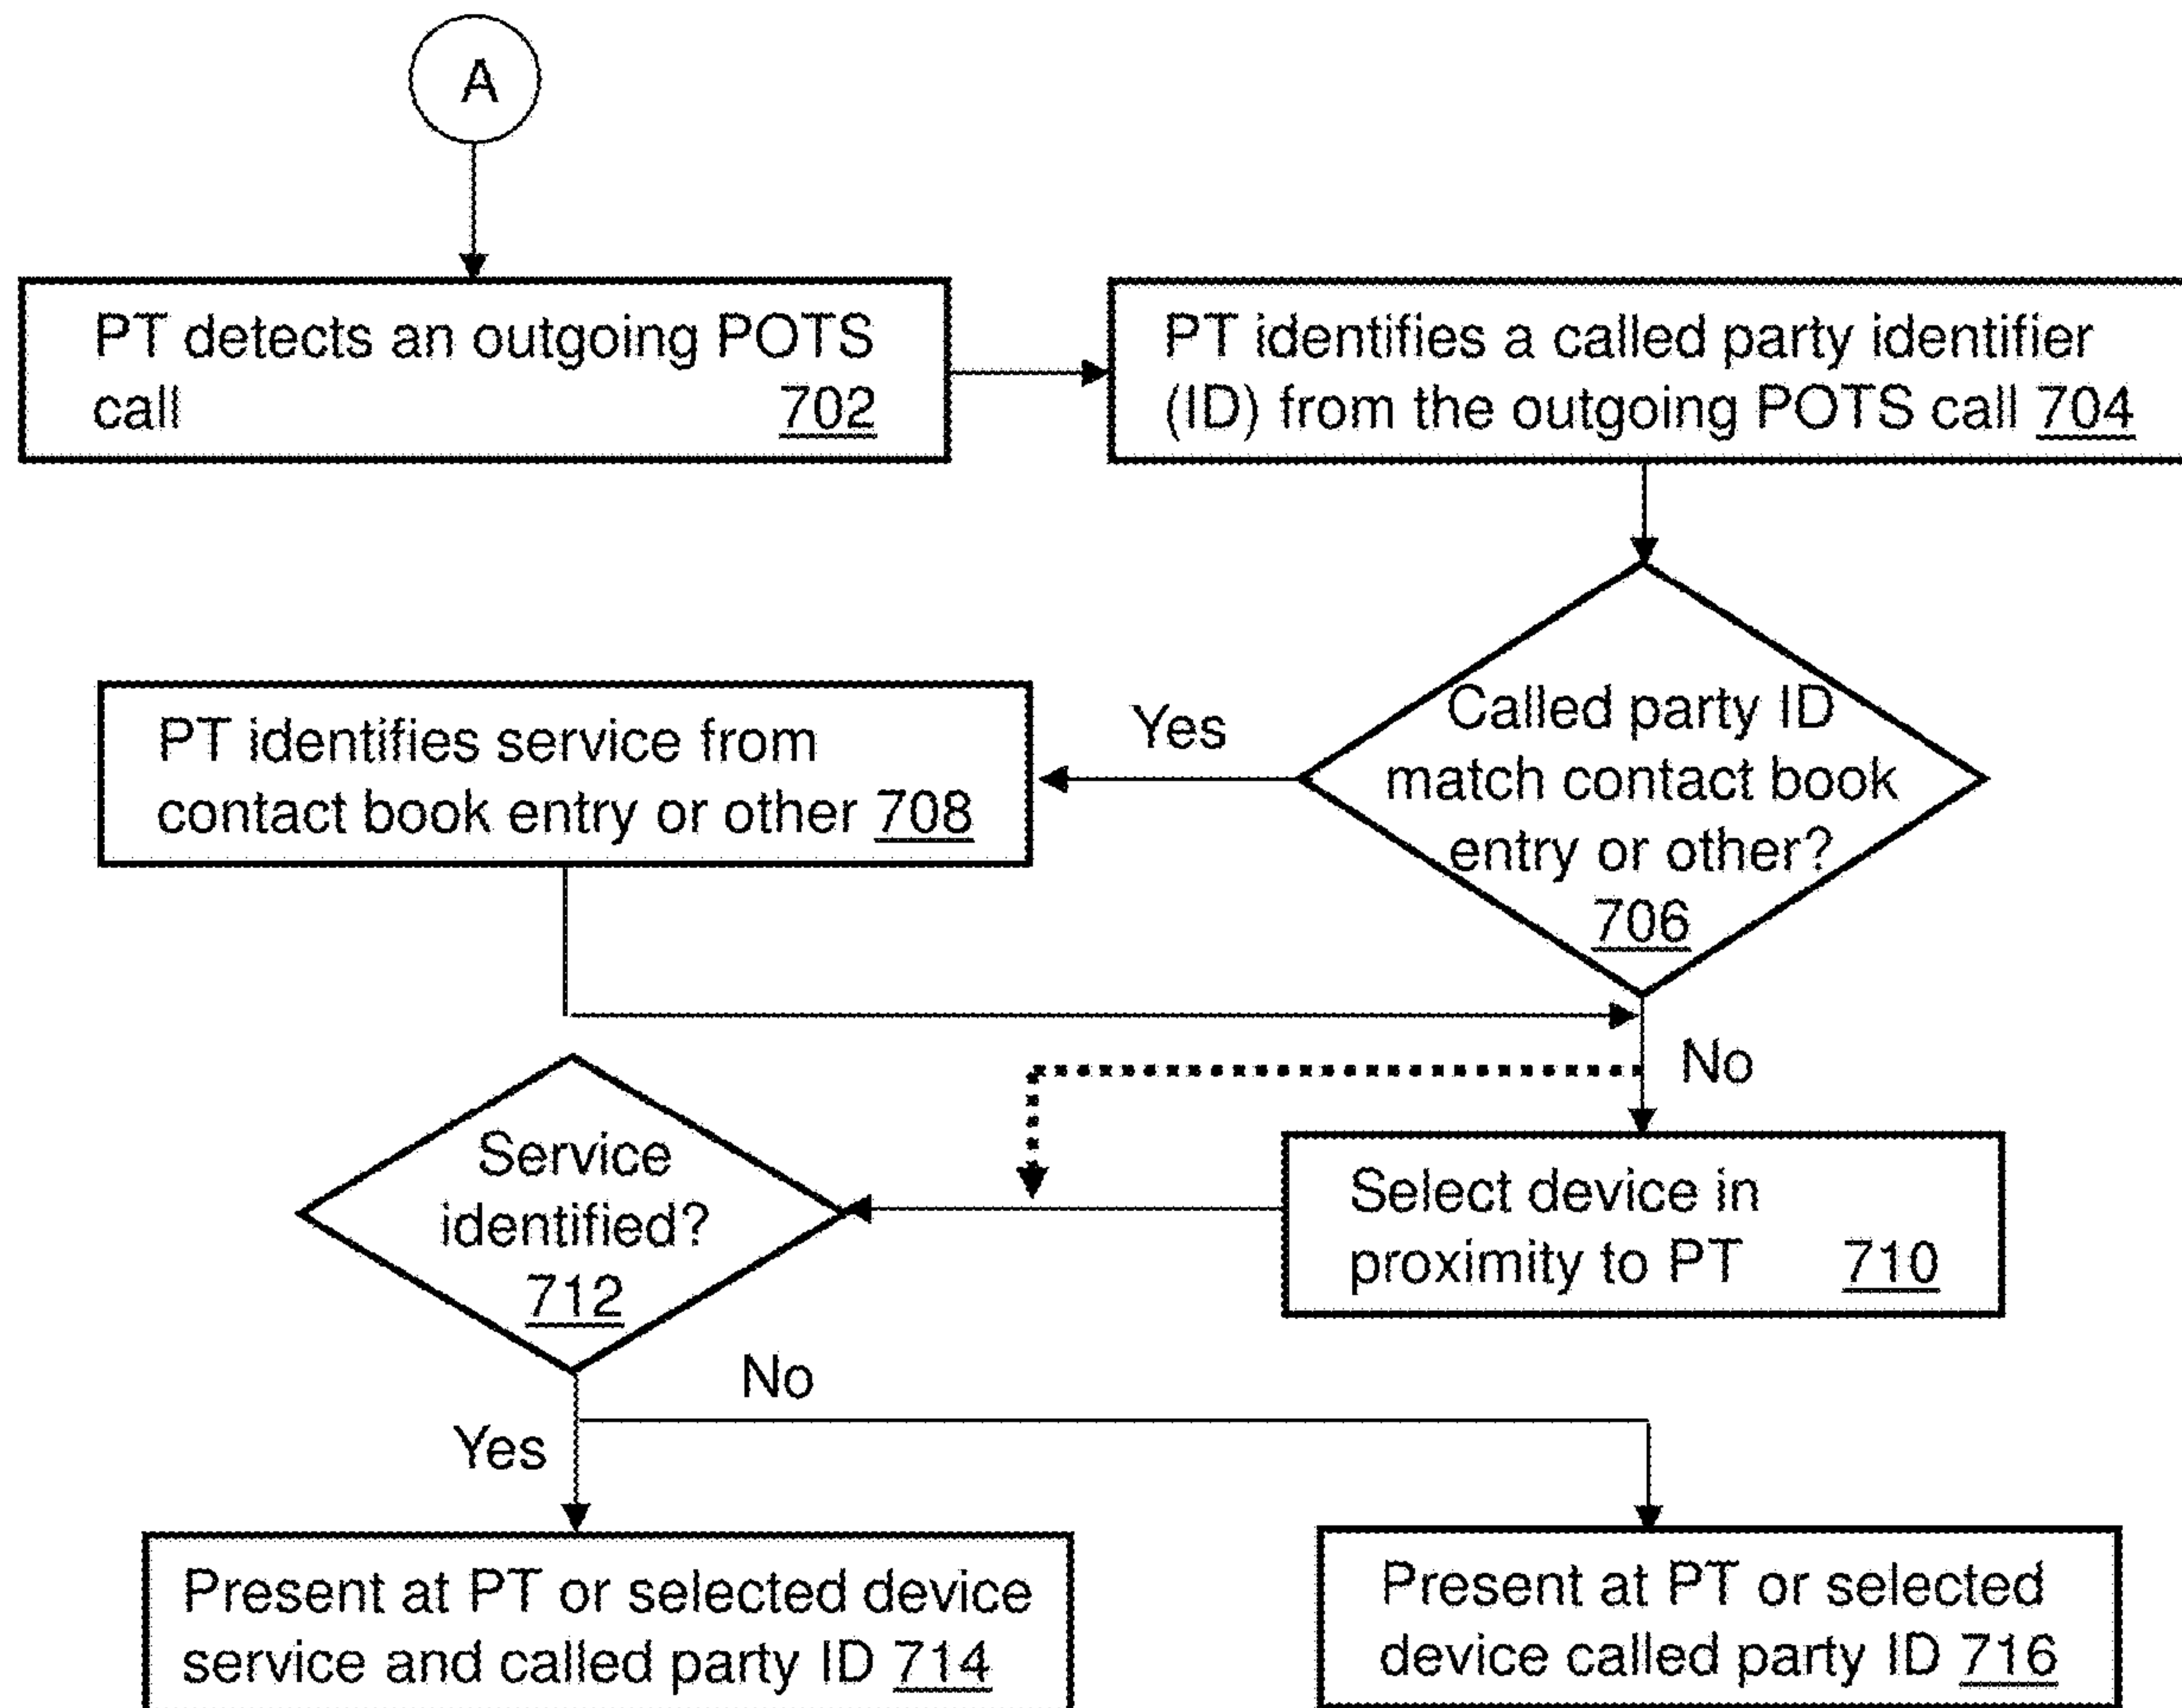 A
PT detects an outgoing POTS
call 702
PT identifies a called party identifier
(ID) from the outgoing POTS call 704
Called party ID
match contact book
entry or other?
706
Yes
PT identifies service from
contact book entry or other 708
No
Select device in
proximity to PT 710
Service
identified?
712
No
Yes
Present at PT or selected device
service and called party ID 714
Present at PT or selected
device called party ID 716